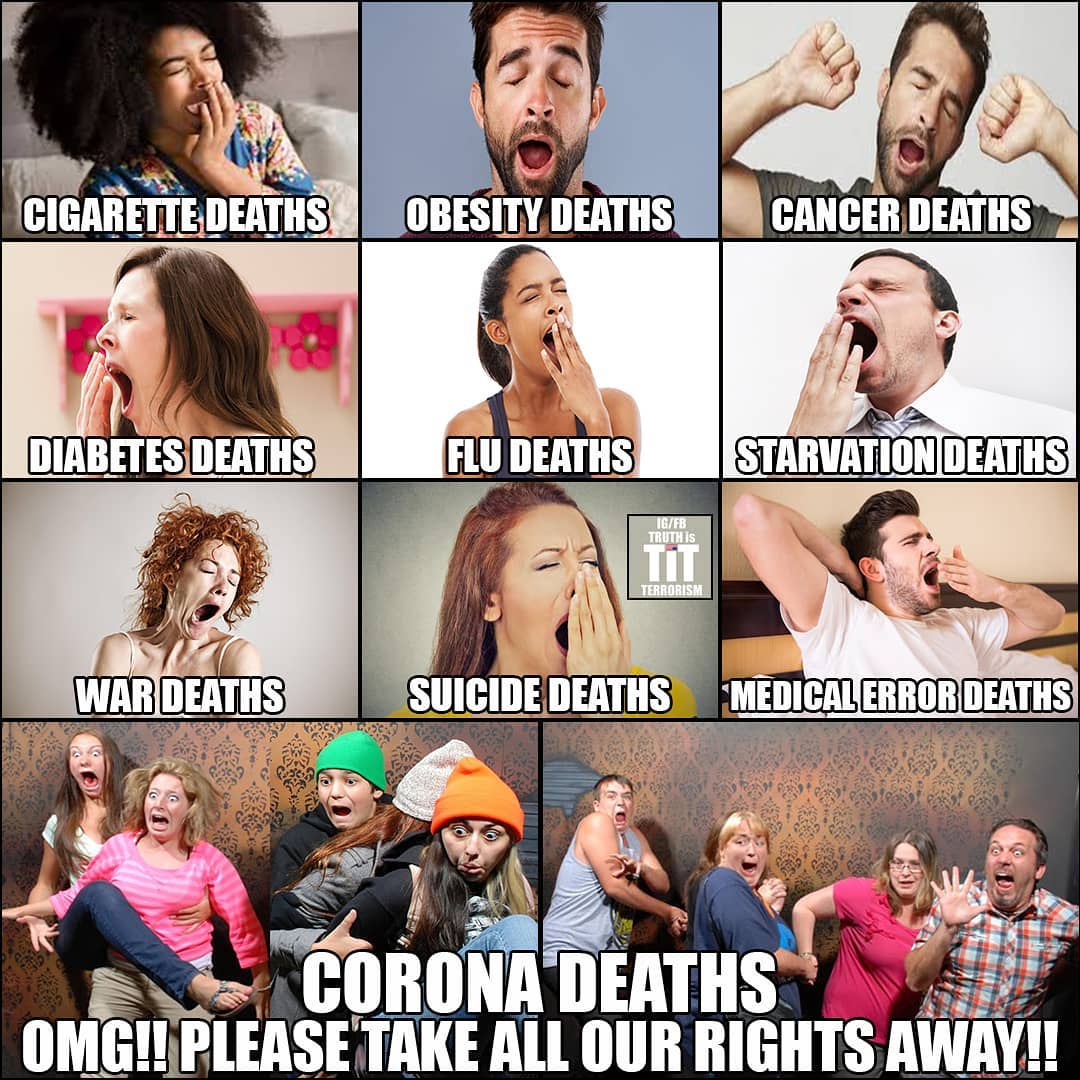 CIGARETTE DEATHS
OBESITY DEATHS
CANCER DEATHS
DIABETES DEATHS
FLU DEATHS
STARVATION DEATHS
IG/FB
TRUTH is
TiT
TERRORISM
WAR DEATHS
SUICIDE DEATHS
MEDICAL ERROR DEATHS
CORONA DEATHS
OMG!! PLEASE TAKE ALL OUR RIGHTS AWAY!!